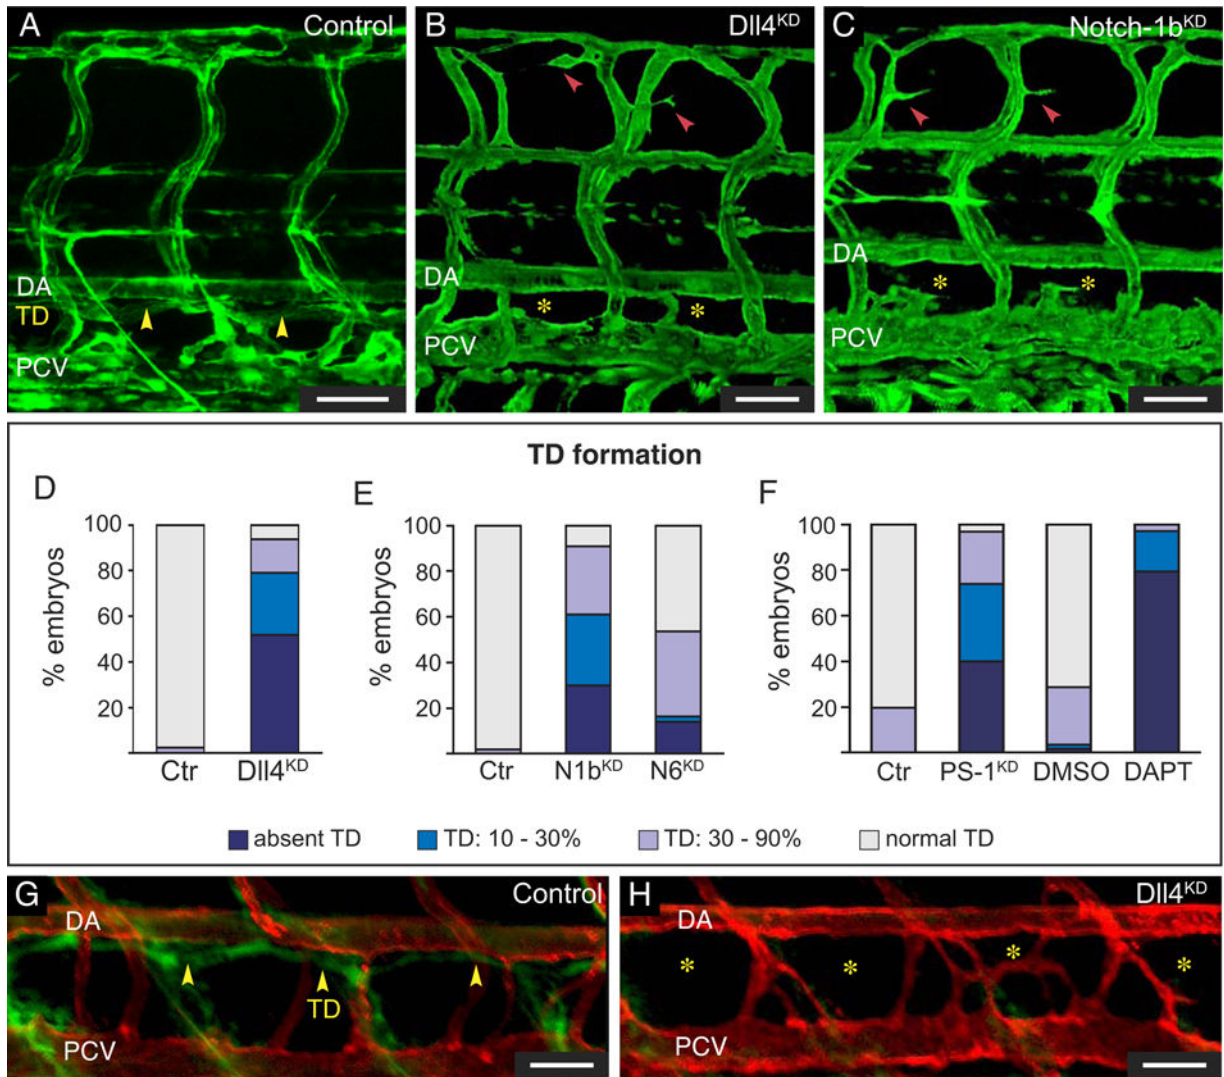 A Control
DA
TD
PCV
B Dll4KD
DA
PCV
C Notch-1bKD
DA
PCV
TD formation
D
% embryos
100
80
60
40
20
Ctr Dll4KD
E
% embryos
100
80
60
40
20
Ctr N1bKD N6KD
F
% embryos
100
80
60
40
20
Ctr PS-1KD DMSO DAPT
absent TD TD: 10 - 30% TD: 30 - 90% normal TD
G Control
DA
TD
PCV
H Dll4KD
DA
PCV